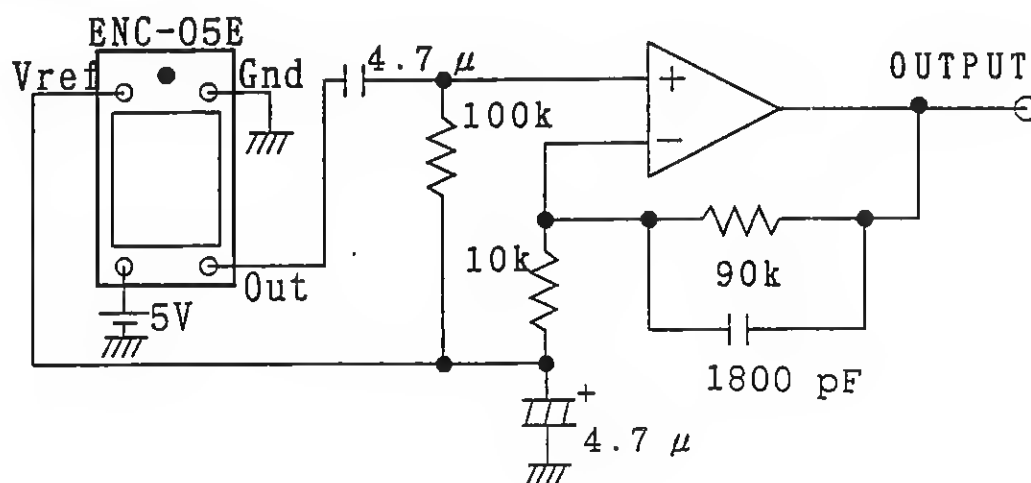 ENC-05E
Vref
Gnd
4.7 μ
OUTPUT
100k
+
−
10k
90k
Out
5V
1800 pF
+
4.7 μ